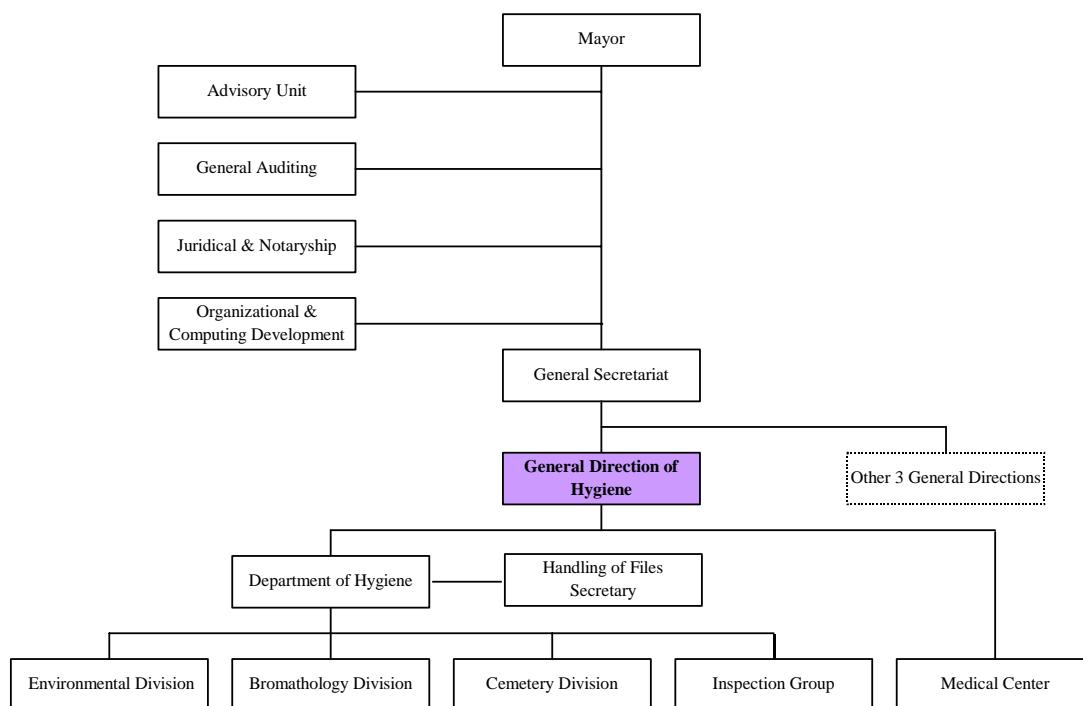 Mayor
Advisory Unit
General Auditing
Juridical & Notaryship
Organizational &
Computing Development
General Secretariat
General Direction of
Hygiene
Other 3 General Directions
Department of Hygiene
Handling of Files
Secretary
Environmental Division
Bromathology Division
Cemetery Division
Inspection Group
Medical Center